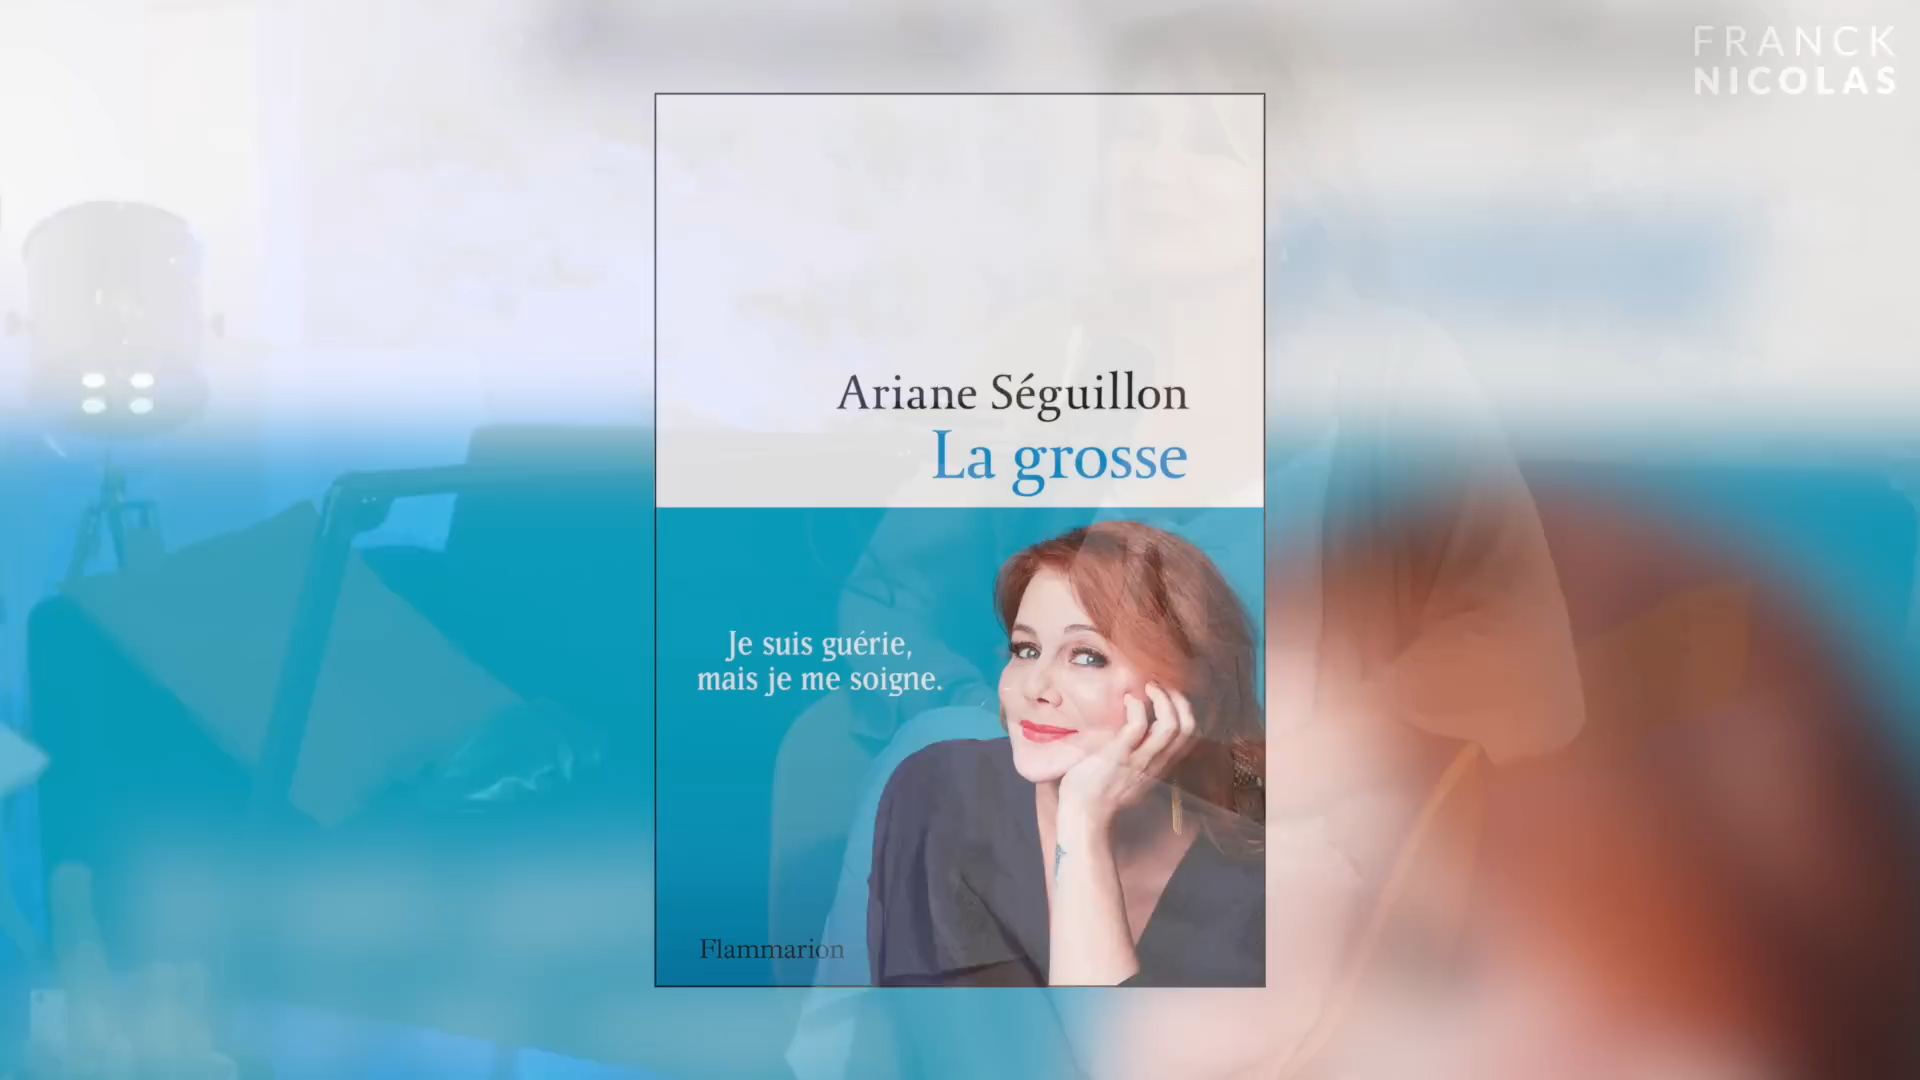 FRANCK
NICOLAS
Ariane Séguillon
La grosse
Je suis guérie,
mais je me soigne.
Flammarion